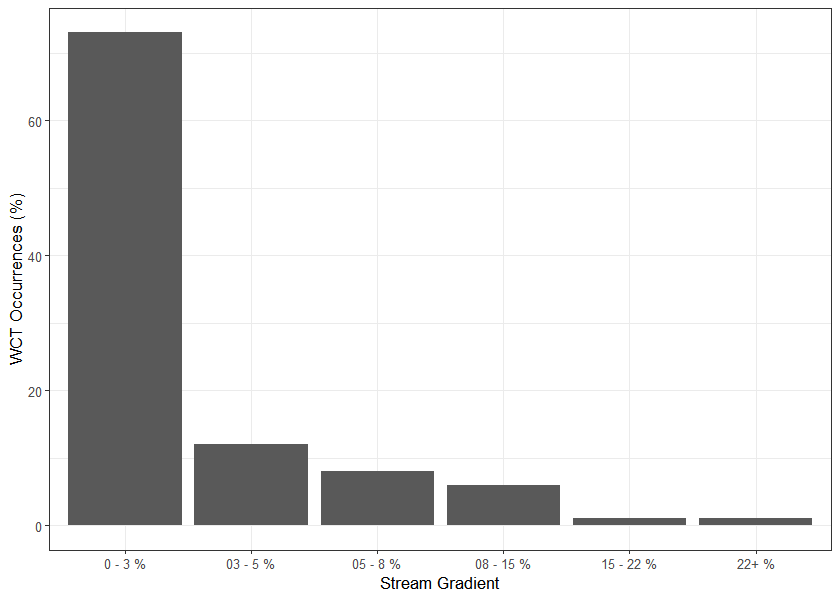 WCT Occurrences (%)
60
40
20
0
0 - 3 %
03 - 5 %
05 - 8 %
08 - 15 %
15 - 22 %
22+ %
Stream Gradient